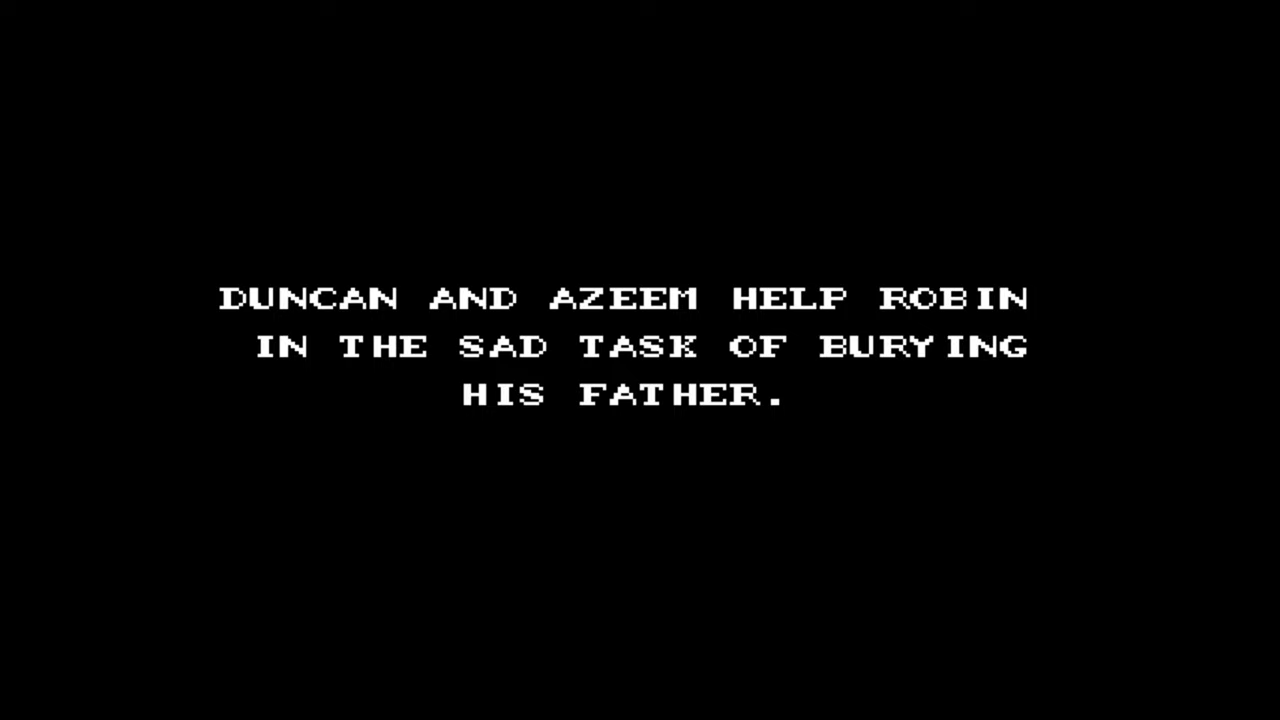 DUNCAN AND AZEEM HELP ROBIN
IN THE SAD TASK OF BURYING
HIS FATHER.